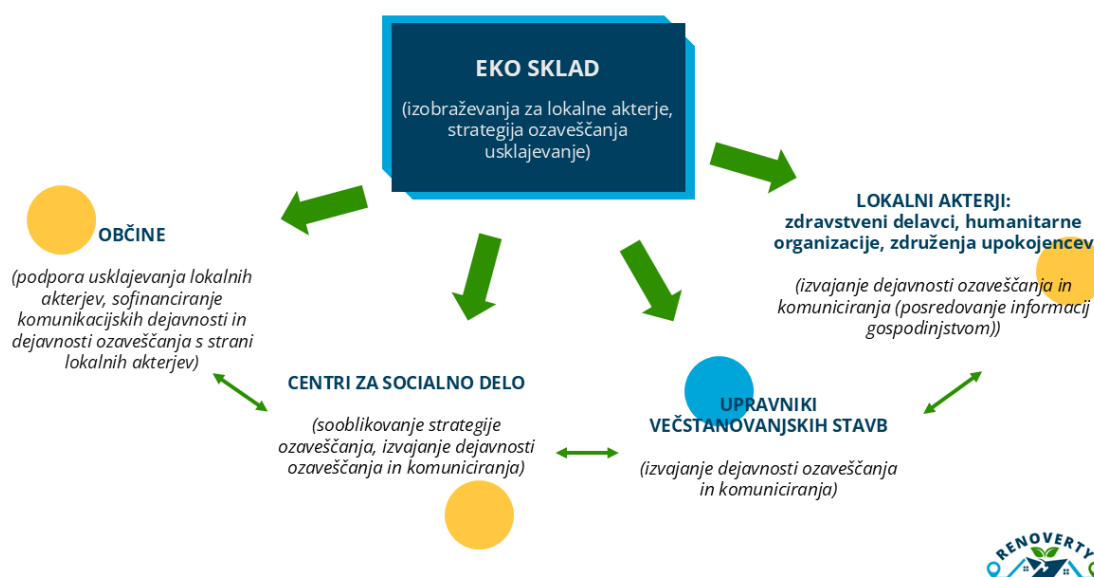 EKO SKLAD
(izobraževanja za lokalne akterje,
strategija ozaveščanja
usklajevanje)
OBČINE
(podpora usklajevanja lokalnih
akterjev, sofinanciranje
komunikacijskih dejavnosti in
dejavnosti ozaveščanja s strani
lokalnih akterjev)
CENTRI ZA SOCIALNO DELO
(sooblikovanje strategije
ozaveščanja, izvajanje dejavnosti
ozaveščanja in komuniciranja)
UPRAVNIKI
VEČSTANOVANJSKIH STAVB
(izvajanje dejavnosti ozaveščanja
in komuniciranja)
LOKALNI AKTERJI:
zdravstveni delavci, humanitarne
organizacije, združenja upokojencev
(izvajanje dejavnosti ozaveščanja in
komuniciranja (posredovanje informacij
gospodinjstvom))
RENOVERTY